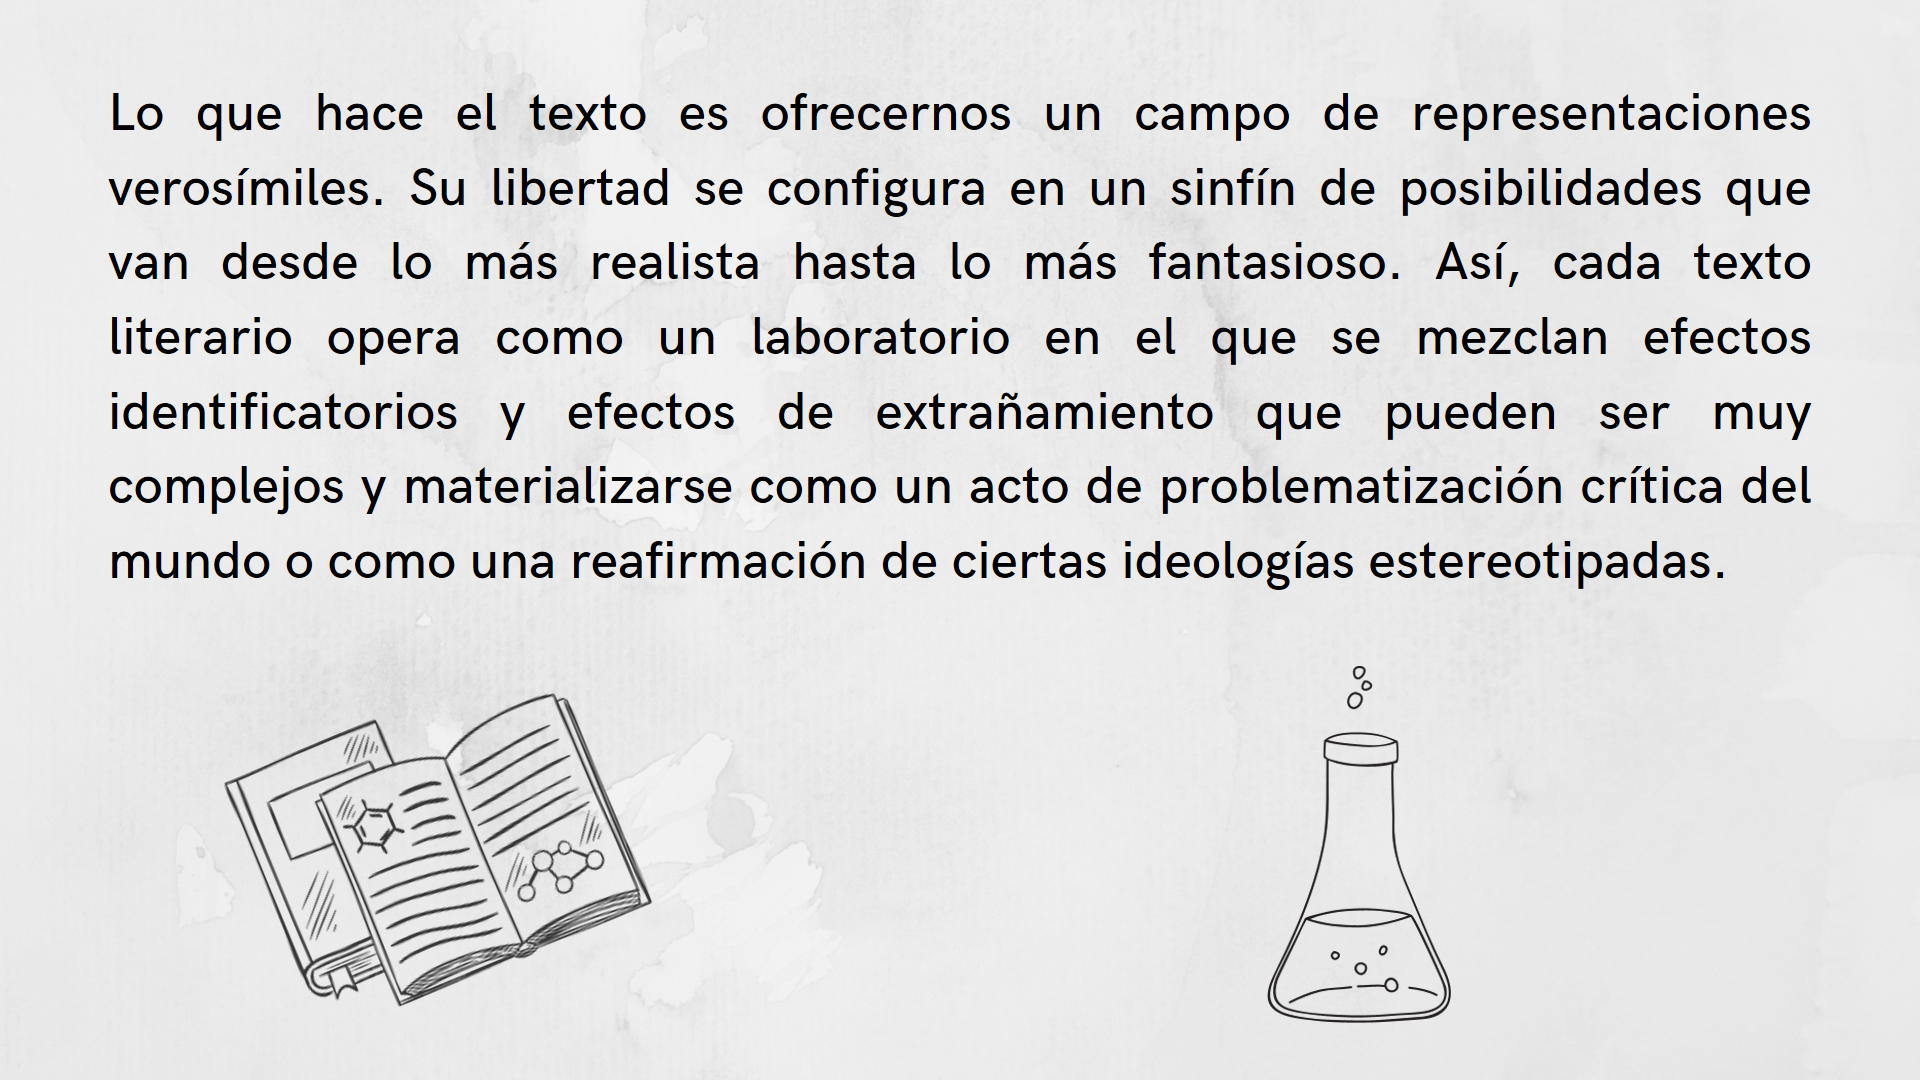 Lo que hace el texto es ofrecernos un campo de representaciones
verosímiles. Su libertad se configura en un sinfín de posibilidades que
van desde lo más realista hasta lo más fantasioso. Así, cada texto
literario opera como un laboratorio en el que se mezclan efectos
identificatorios y efectos de extrañamiento que pueden ser muy
complejos y materializarse como un acto de problematización crítica del
mundo o como una reafirmación de ciertas ideologías estereotipadas.